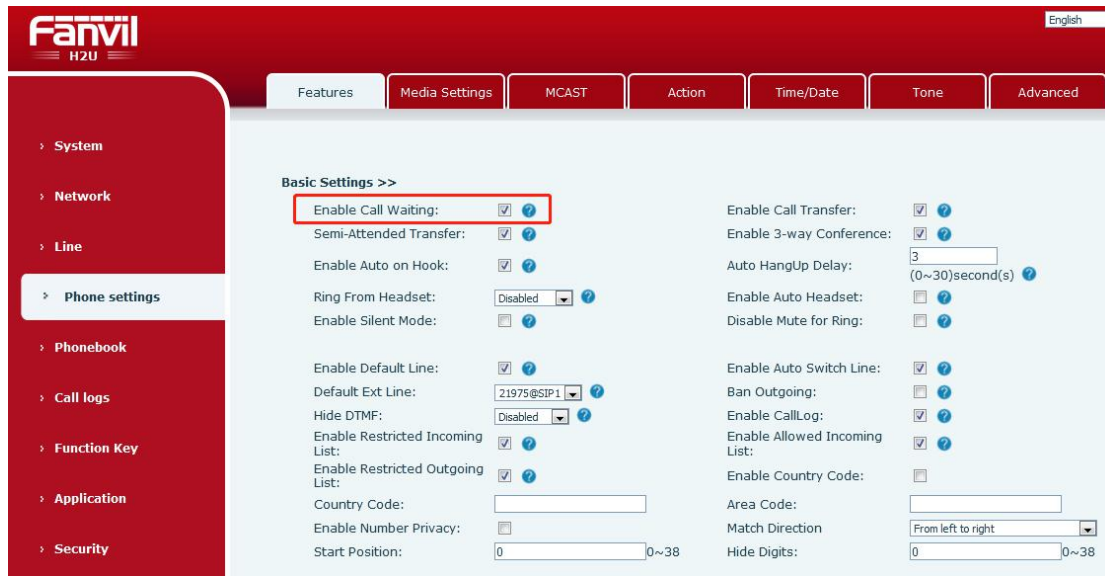 Fanvil
H2U
English
Features Media Settings MCAST Action Time/Date Tone Advanced
› System
› Network
› Line
› Phone settings
› Phonebook
› Call logs
› Function Key
› Application
› Security
Basic Settings >>
Enable Call Waiting: ? Enable Call Transfer: ?
Semi-Attended Transfer: ? Enable 3-way Conference: ?
Enable Auto on Hook: ? Auto HangUp Delay: 3
(0~30)second(s) ?
Ring From Headset: Disabled ? Enable Auto Headset: ?
Enable Silent Mode: ? Disable Mute for Ring: ?
Enable Default Line: ? Enable Auto Switch Line: ?
Default Ext Line: 21975@SIP1 ? Ban Outgoing: ?
Hide DTMF: Disabled ? Enable CallLog: ?
Enable Restricted Incoming
List: ? Enable Allowed Incoming
List: ?
Enable Restricted Outgoing
List: ? Enable Country Code:
Country Code: Area Code:
Enable Number Privacy: Match Direction From left to right
Start Position: 0 0~38 Hide Digits: 0 0~38